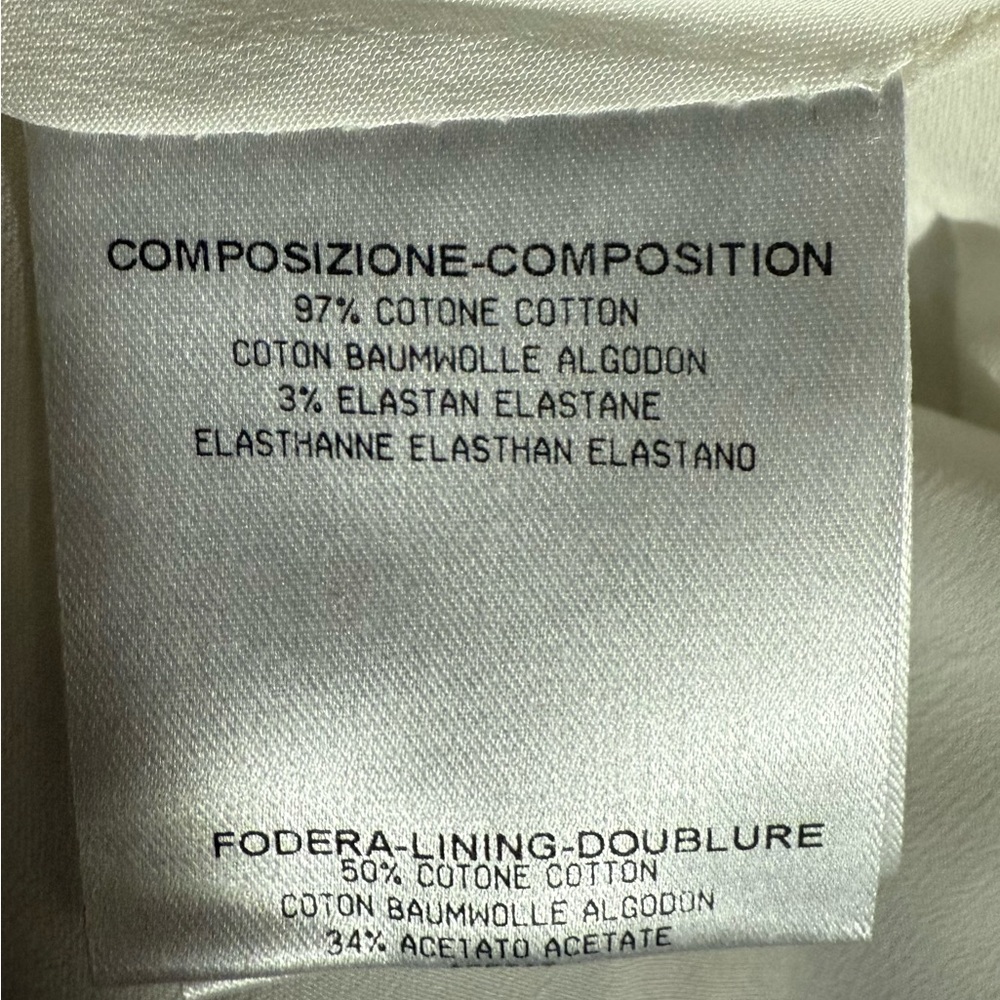 COMPOSIZIONE-COMPOSITION
97% COTONE COTTON
COTON BAUMWOLLE ALGODON
3% ELASTAN ELASTANE
ELASTHANNE ELASTHAN ELASTANO
FODERA-LINING-DOUBLURE
50% COTONE COTTON
COTON BAUMWOLLE ALGODON
34% ACETATO ACETATE